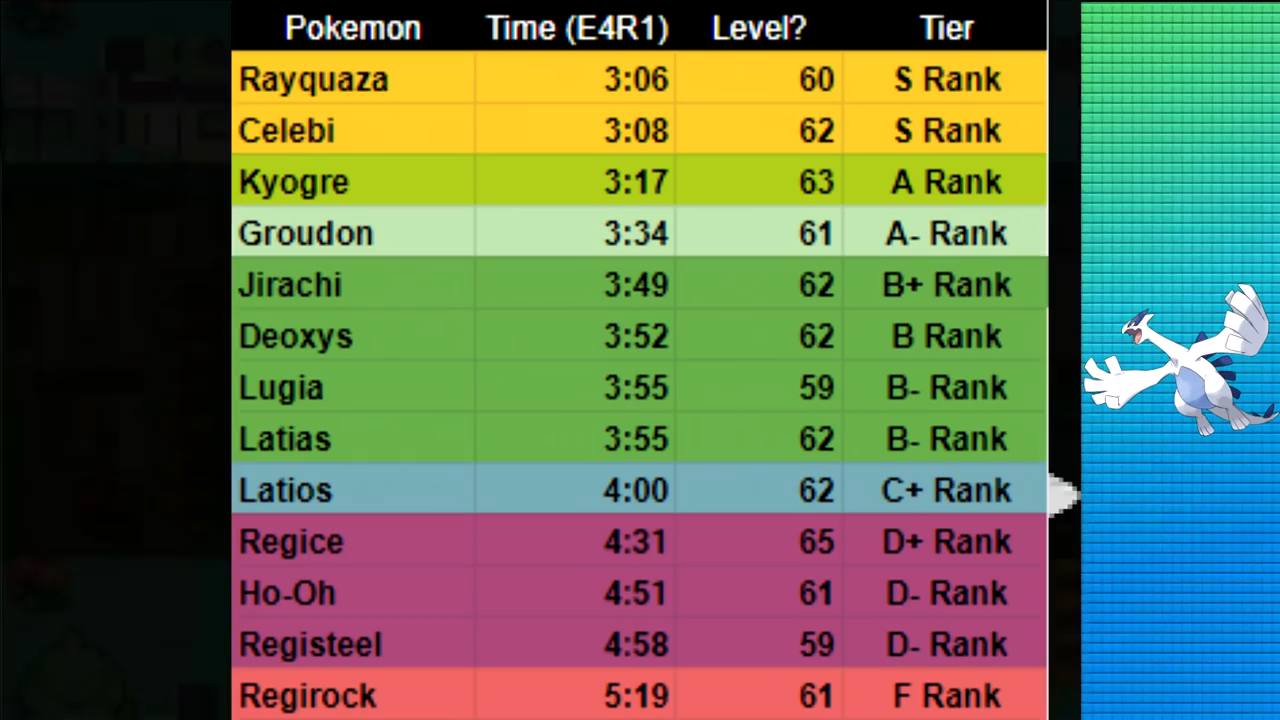 Pokemon Time (E4R1) Level? Tier
Rayquaza 3:06 60 S Rank
Celebi 3:08 62 S Rank
Kyogre 3:17 63 A Rank
Groudon 3:34 61 A- Rank
Jirachi 3:49 62 B+ Rank
Deoxys 3:52 62 B Rank
Lugia 3:55 59 B- Rank
Latias 3:55 62 B- Rank
Latios 4:00 62 C+ Rank
Regice 4:31 65 D+ Rank
Ho-Oh 4:51 61 D- Rank
Registeel 4:58 59 D- Rank
Regirock 5:19 61 F Rank